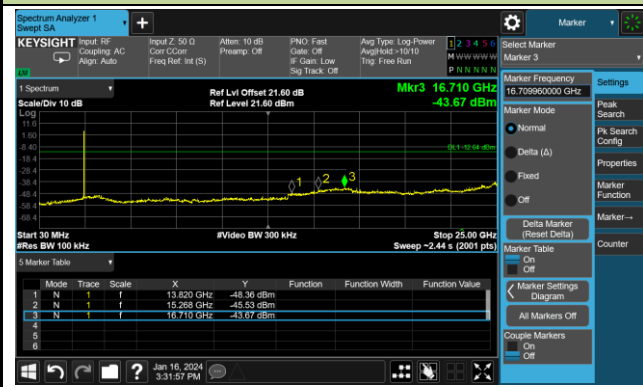 Spectrum Analyzer 1
Swept SA
Marker
KEYSIGHT Input: RF Input Z: 50 Ω Atten: 10 dB PNO: Fast Avg Type: Log-Power 1 2 3 4 5 6
Coupling: AC Corr CCorr Preamp: Off Gate: Off Avg|Hold:>10/10 M W W W W W
Align: Auto Freq Ref: Int (S) IF Gain: Low Trig: Free Run
Sig Track: Off P N N N N N
Select Marker
Marker 3
1 Spectrum
Ref Lvl Offset 21.60 dB Mkr3 16.710 GHz
Scale/Div 10 dB Ref Level 21.60 dBm -43.67 dBm
Log
11.6
1.60
-8.40
-18.4
-28.4
-38.4
-48.4
-58.4
-68.4
DL1 -12.64 dBm
1 2 3
Start 30 MHz #Video BW 300 kHz Stop 25.00 GHz
#Res BW 100 kHz Sweep ~2.44 s (2001 pts)
5 Marker Table
Mode Trace Scale X Y Function Function Width Function Value
1 N 1 f 13.820 GHz -48.36 dBm
2 N 1 f 15.268 GHz -45.53 dBm
3 N 1 f 16.710 GHz -43.67 dBm
4
5
6
Marker Frequency
16.709960000 GHz
Marker Mode
Normal
Delta (Δ)
Fixed
Off
Delta Marker
(Reset Delta)
Marker Table
On
Off
Marker Settings
Diagram
All Markers Off
Couple Markers
On
Off
Settings
Peak
Search
Pk Search
Config
Properties
Marker
Function
Marker→
Counter
Jan 16, 2024
3:31:57 PM